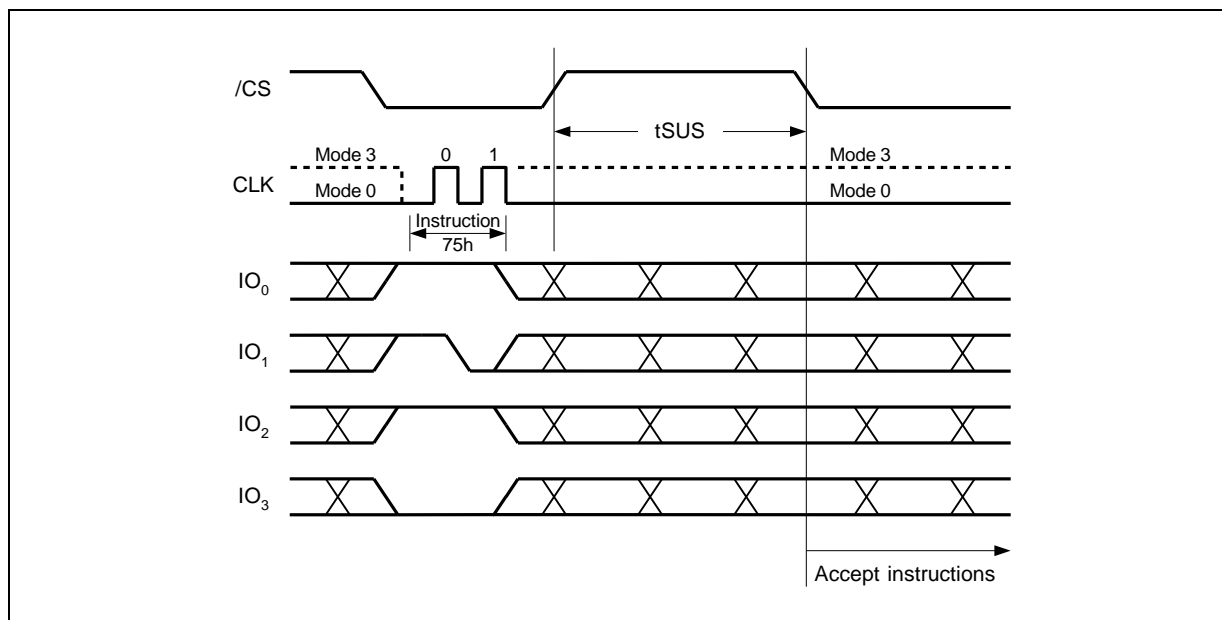 /CS
tSUS
Mode 3 0 1 Mode 3
CLK
Mode 0 Mode 0
Instruction
75h
IO0
IO1
IO2
IO3
Accept instructions